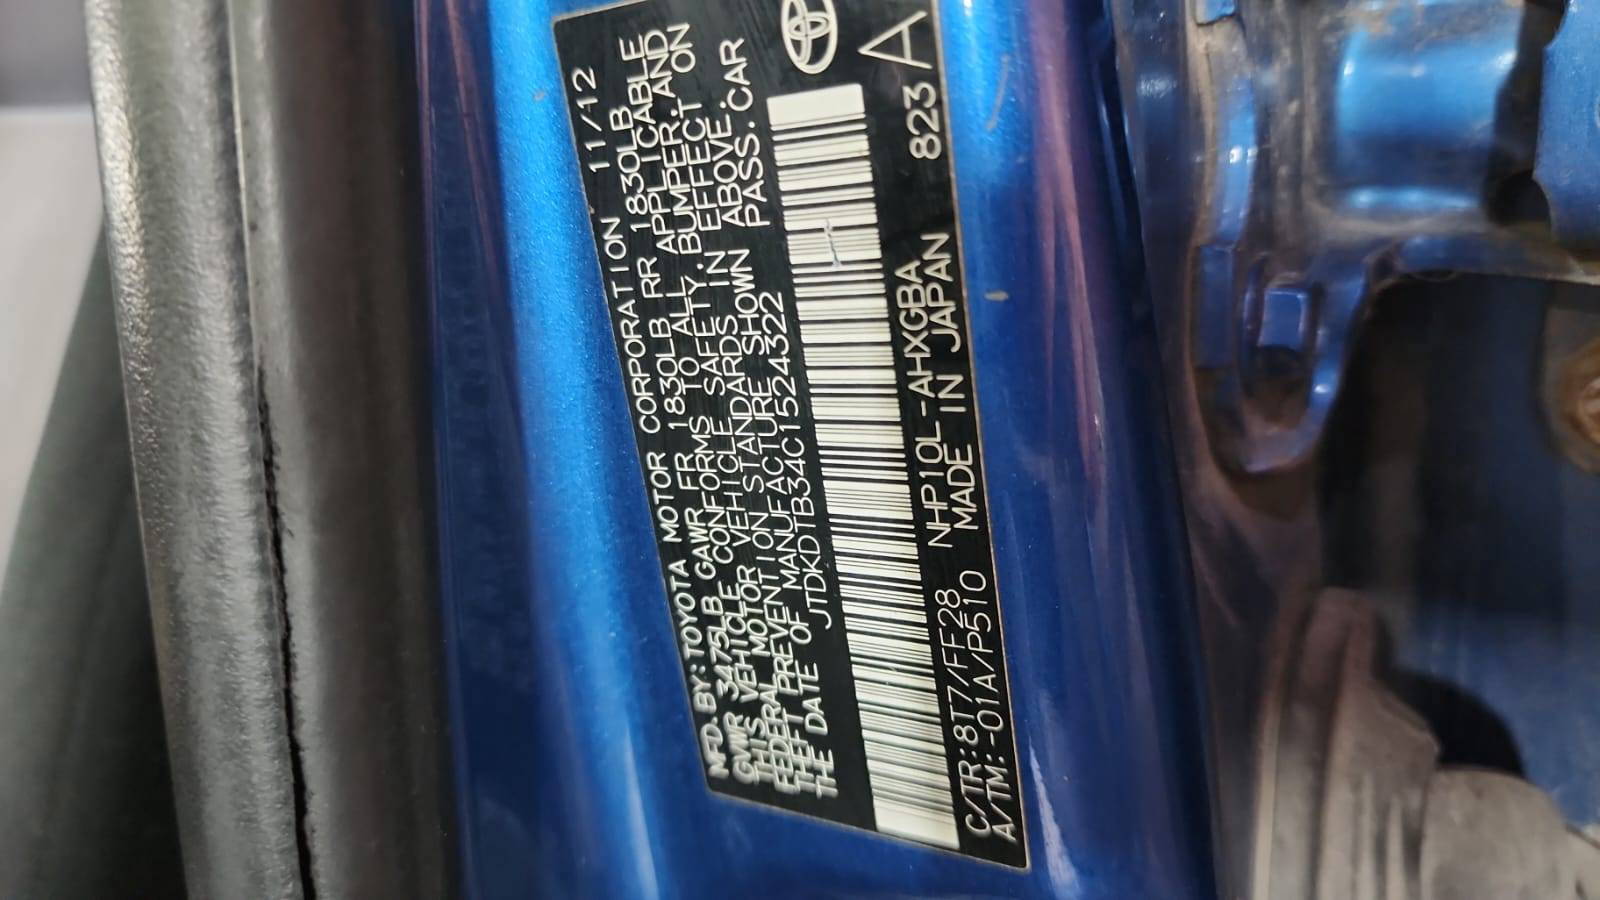 MFD. BY: TOYOTA MOTOR CORPORATION 11/12
GVWR 3475LB GAWR FR 1830LB RR 1830LB
THIS VEHICLE CONFORMS TO ALL APPLICABLE
FEDERAL MOTOR VEHICLE SAFETY, BUMPER, AND
THEFT PREVENTION STANDARDS IN EFFECT ON
THE DATE OF MANUFACTURE SHOWN ABOVE.
JTDKDTB34C1524322 PASS. CAR
C/TR:8T7/FF28 NHP10L-AHXGBA 823 A
A/TM:-01A/P510 MADE IN JAPAN